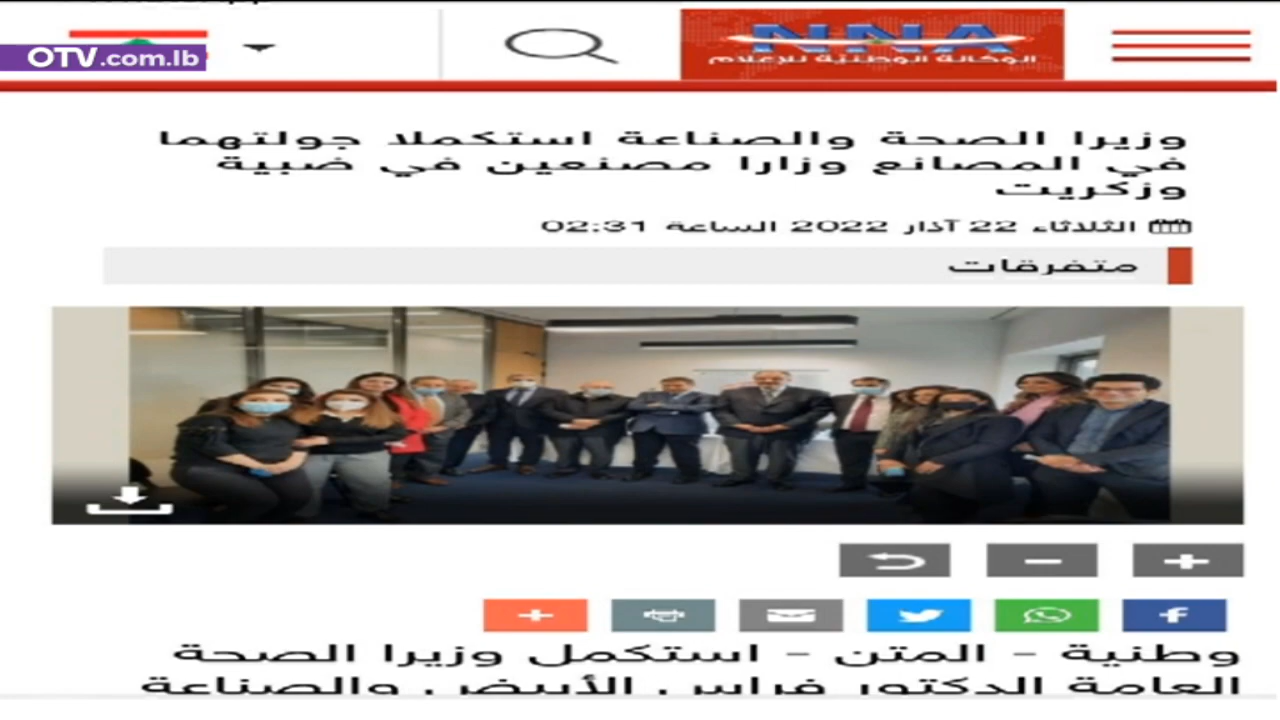 OTV.com.lb
NNA
الوكالة الوطنية للإعلام
وزيرا الصحة والصناعة استكملا جولتهما
في المصانع وزارا مصنعين في ضبية
وزكريت
الثلاثاء 22 آذار 2022 الساعة 02:31
متفرقات
وطنية - المتن - استكمل وزيرا الصحة
العامة الدكتور فراس الأبيض والصناعة